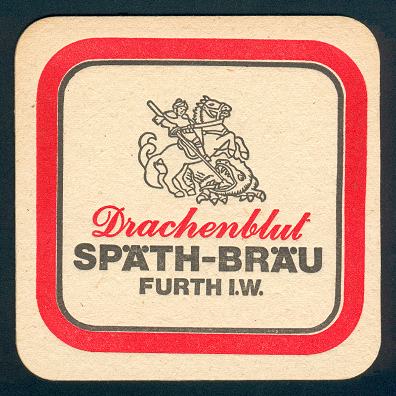 Drachenblut
SPÄTH-BRÄU
FURTH I.W.